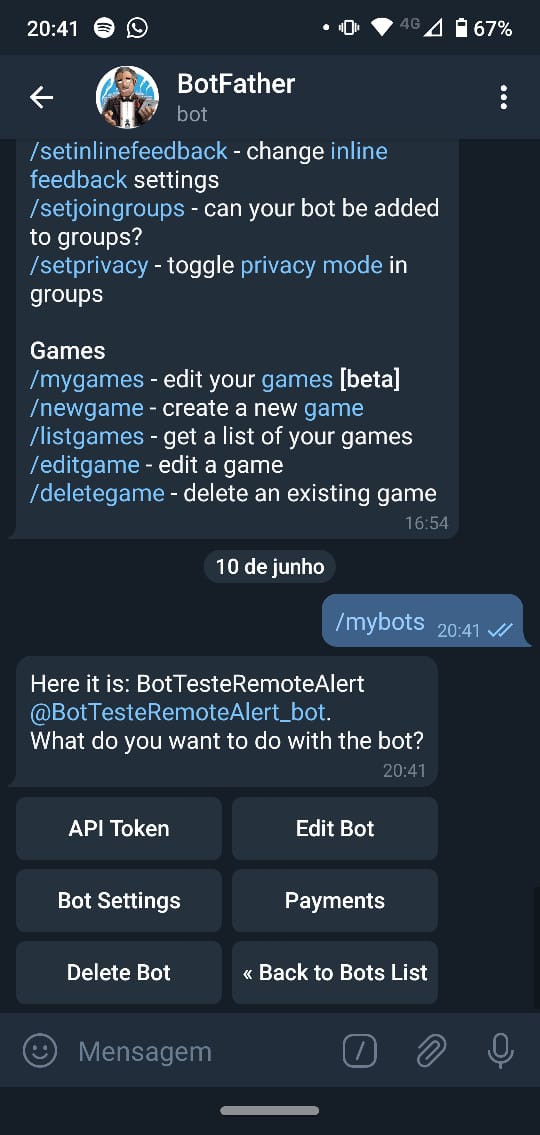 20:41
4G
67%
BotFather
bot
/setinlinefeedback - change inline
feedback settings
/setjoingroups - can your bot be added
to groups?
/setprivacy - toggle privacy mode in
groups
Games
/mygames - edit your games [beta]
/newgame - create a new game
/listgames - get a list of your games
/editgame - edit a game
/deletegame - delete an existing game
16:54
10 de junho
/mybots 20:41
Here it is: BotTesteRemoteAlert
@BotTesteRemoteAlert_bot.
What do you want to do with the bot?
20:41
API Token
Edit Bot
Bot Settings
Payments
Delete Bot
« Back to Bots List
Mensagem